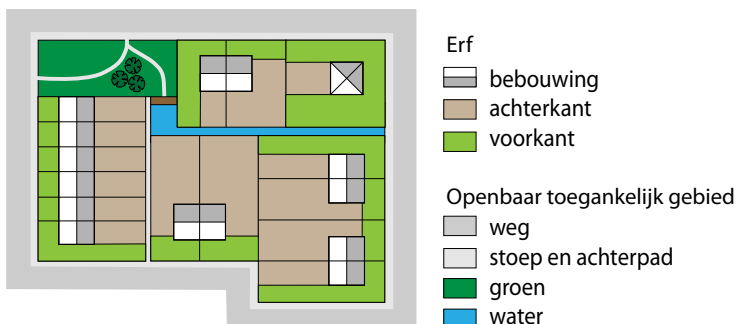 Erf
bebouwing
achterkant
voorkant
Openbaar toegankelijk gebied
weg
stoep en achterpad
groen
water